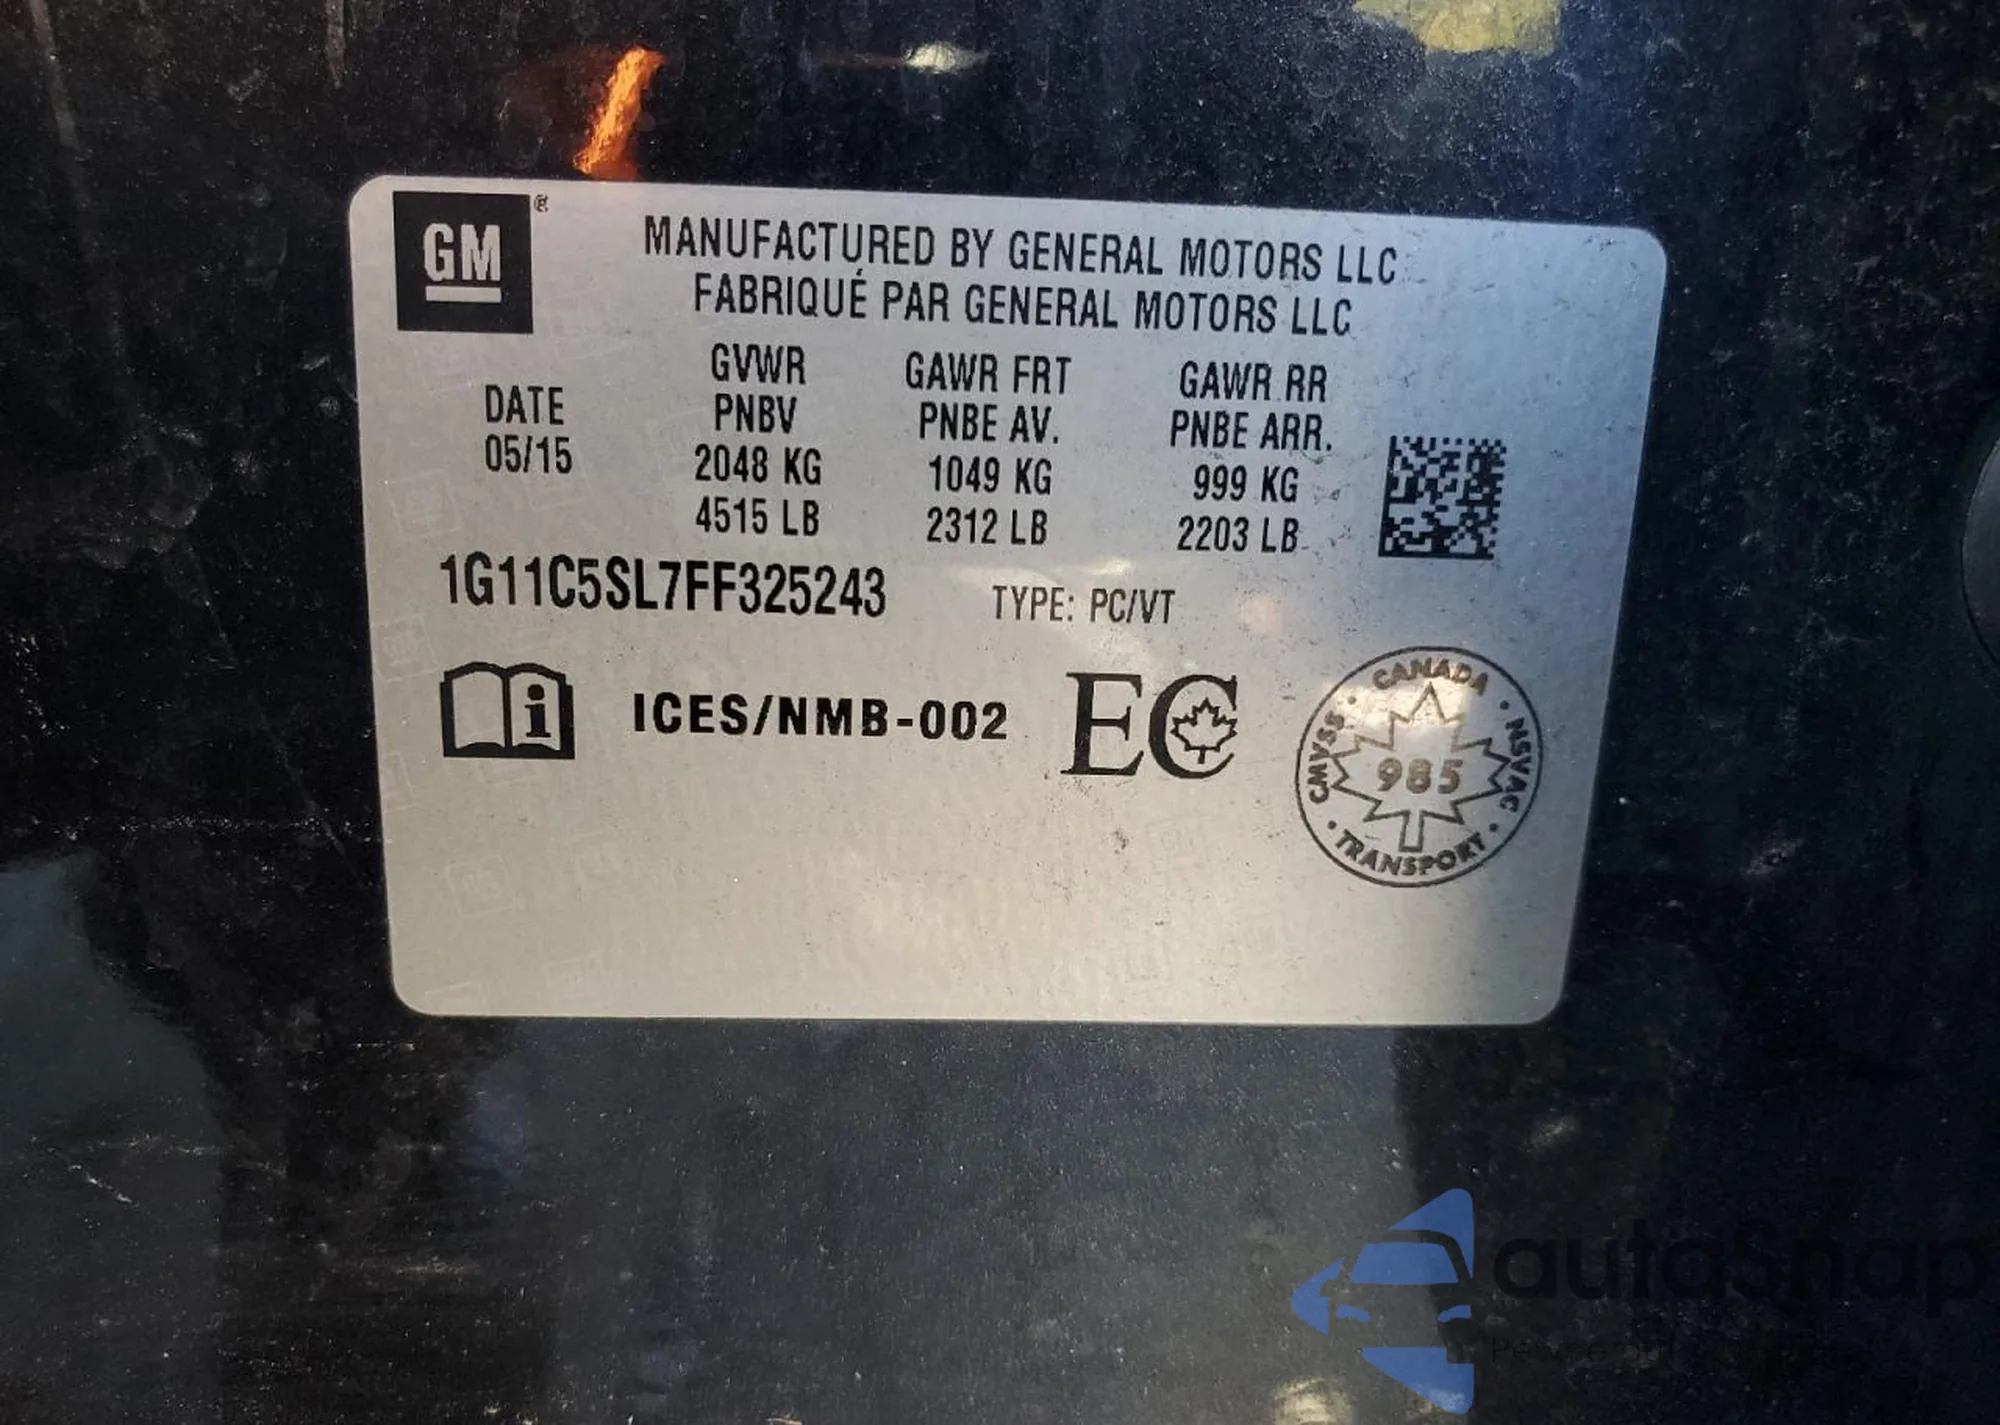 GM ®
MANUFACTURED BY GENERAL MOTORS LLC
FABRIQUÉ PAR GENERAL MOTORS LLC
DATE
05/15
GVWR
PNBV
2048 KG
4515 LB
GAWR FRT
PNBE AV.
1049 KG
2312 LB
GAWR RR
PNBE ARR.
999 KG
2203 LB
1G11C5SL7FF325243
TYPE: PC/VT
i
ICES/NMB-002
EC
CANADA
CMVSS
985
NSVAC
TRANSPORT
autoSnap